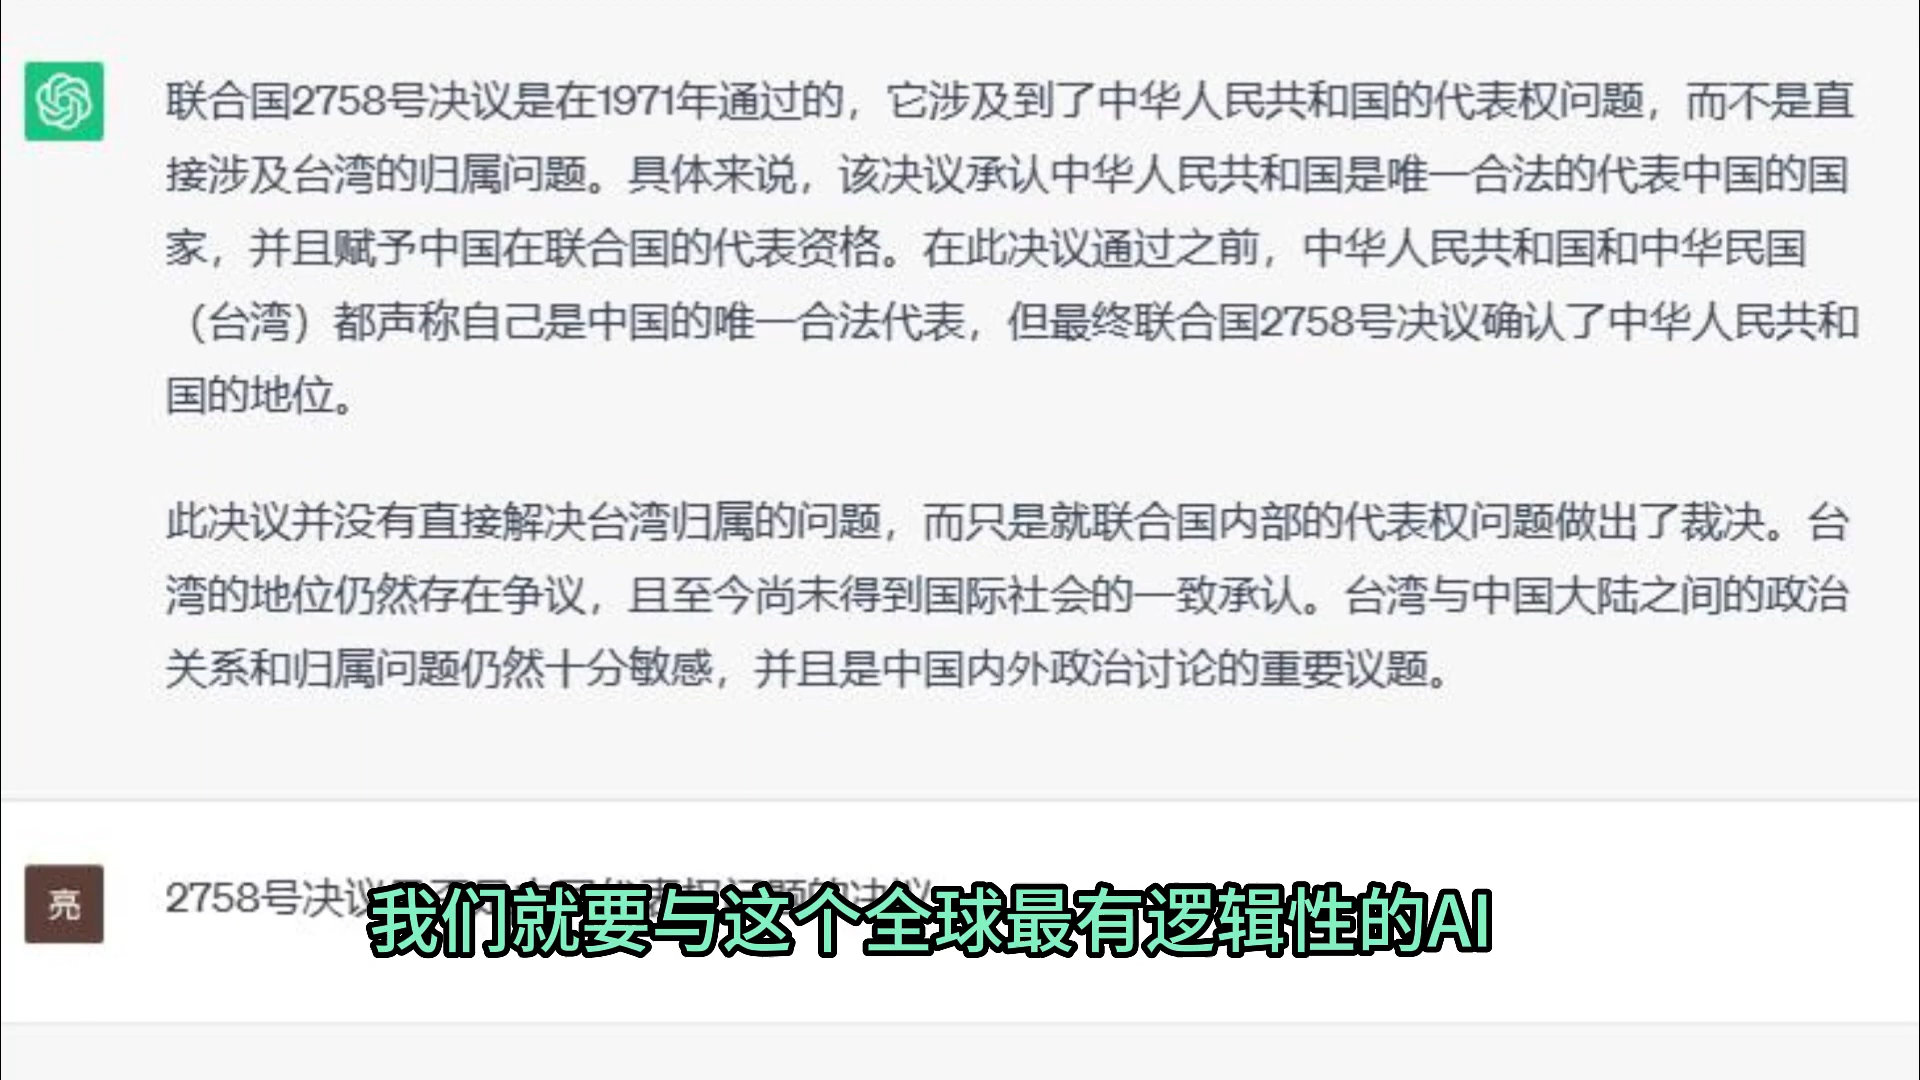 联合国2758号决议是在1971年通过的，它涉及到了中华人民共和国的代表权问题，而不是直
接涉及台湾的归属问题。具体来说，该决议承认中华人民共和国是唯一合法的代表中国的国
家，并且赋予中国在联合国的代表资格。在此决议通过之前，中华人民共和国和中华民国
（台湾）都声称自己是中国的唯一合法代表，但最终联合国2758号决议确认了中华人民共和
国的地位。
此决议并没有直接解决台湾归属的问题，而只是就联合国内部的代表权问题做出了裁决。台
湾的地位仍然存在争议，且至今尚未得到国际社会的一致承认。台湾与中国大陆之间的政治
关系和归属问题仍然十分敏感，并且是中国内外政治讨论的重要议题。
亮
2758号决议
我们就要与这个全球最有逻辑性的AI